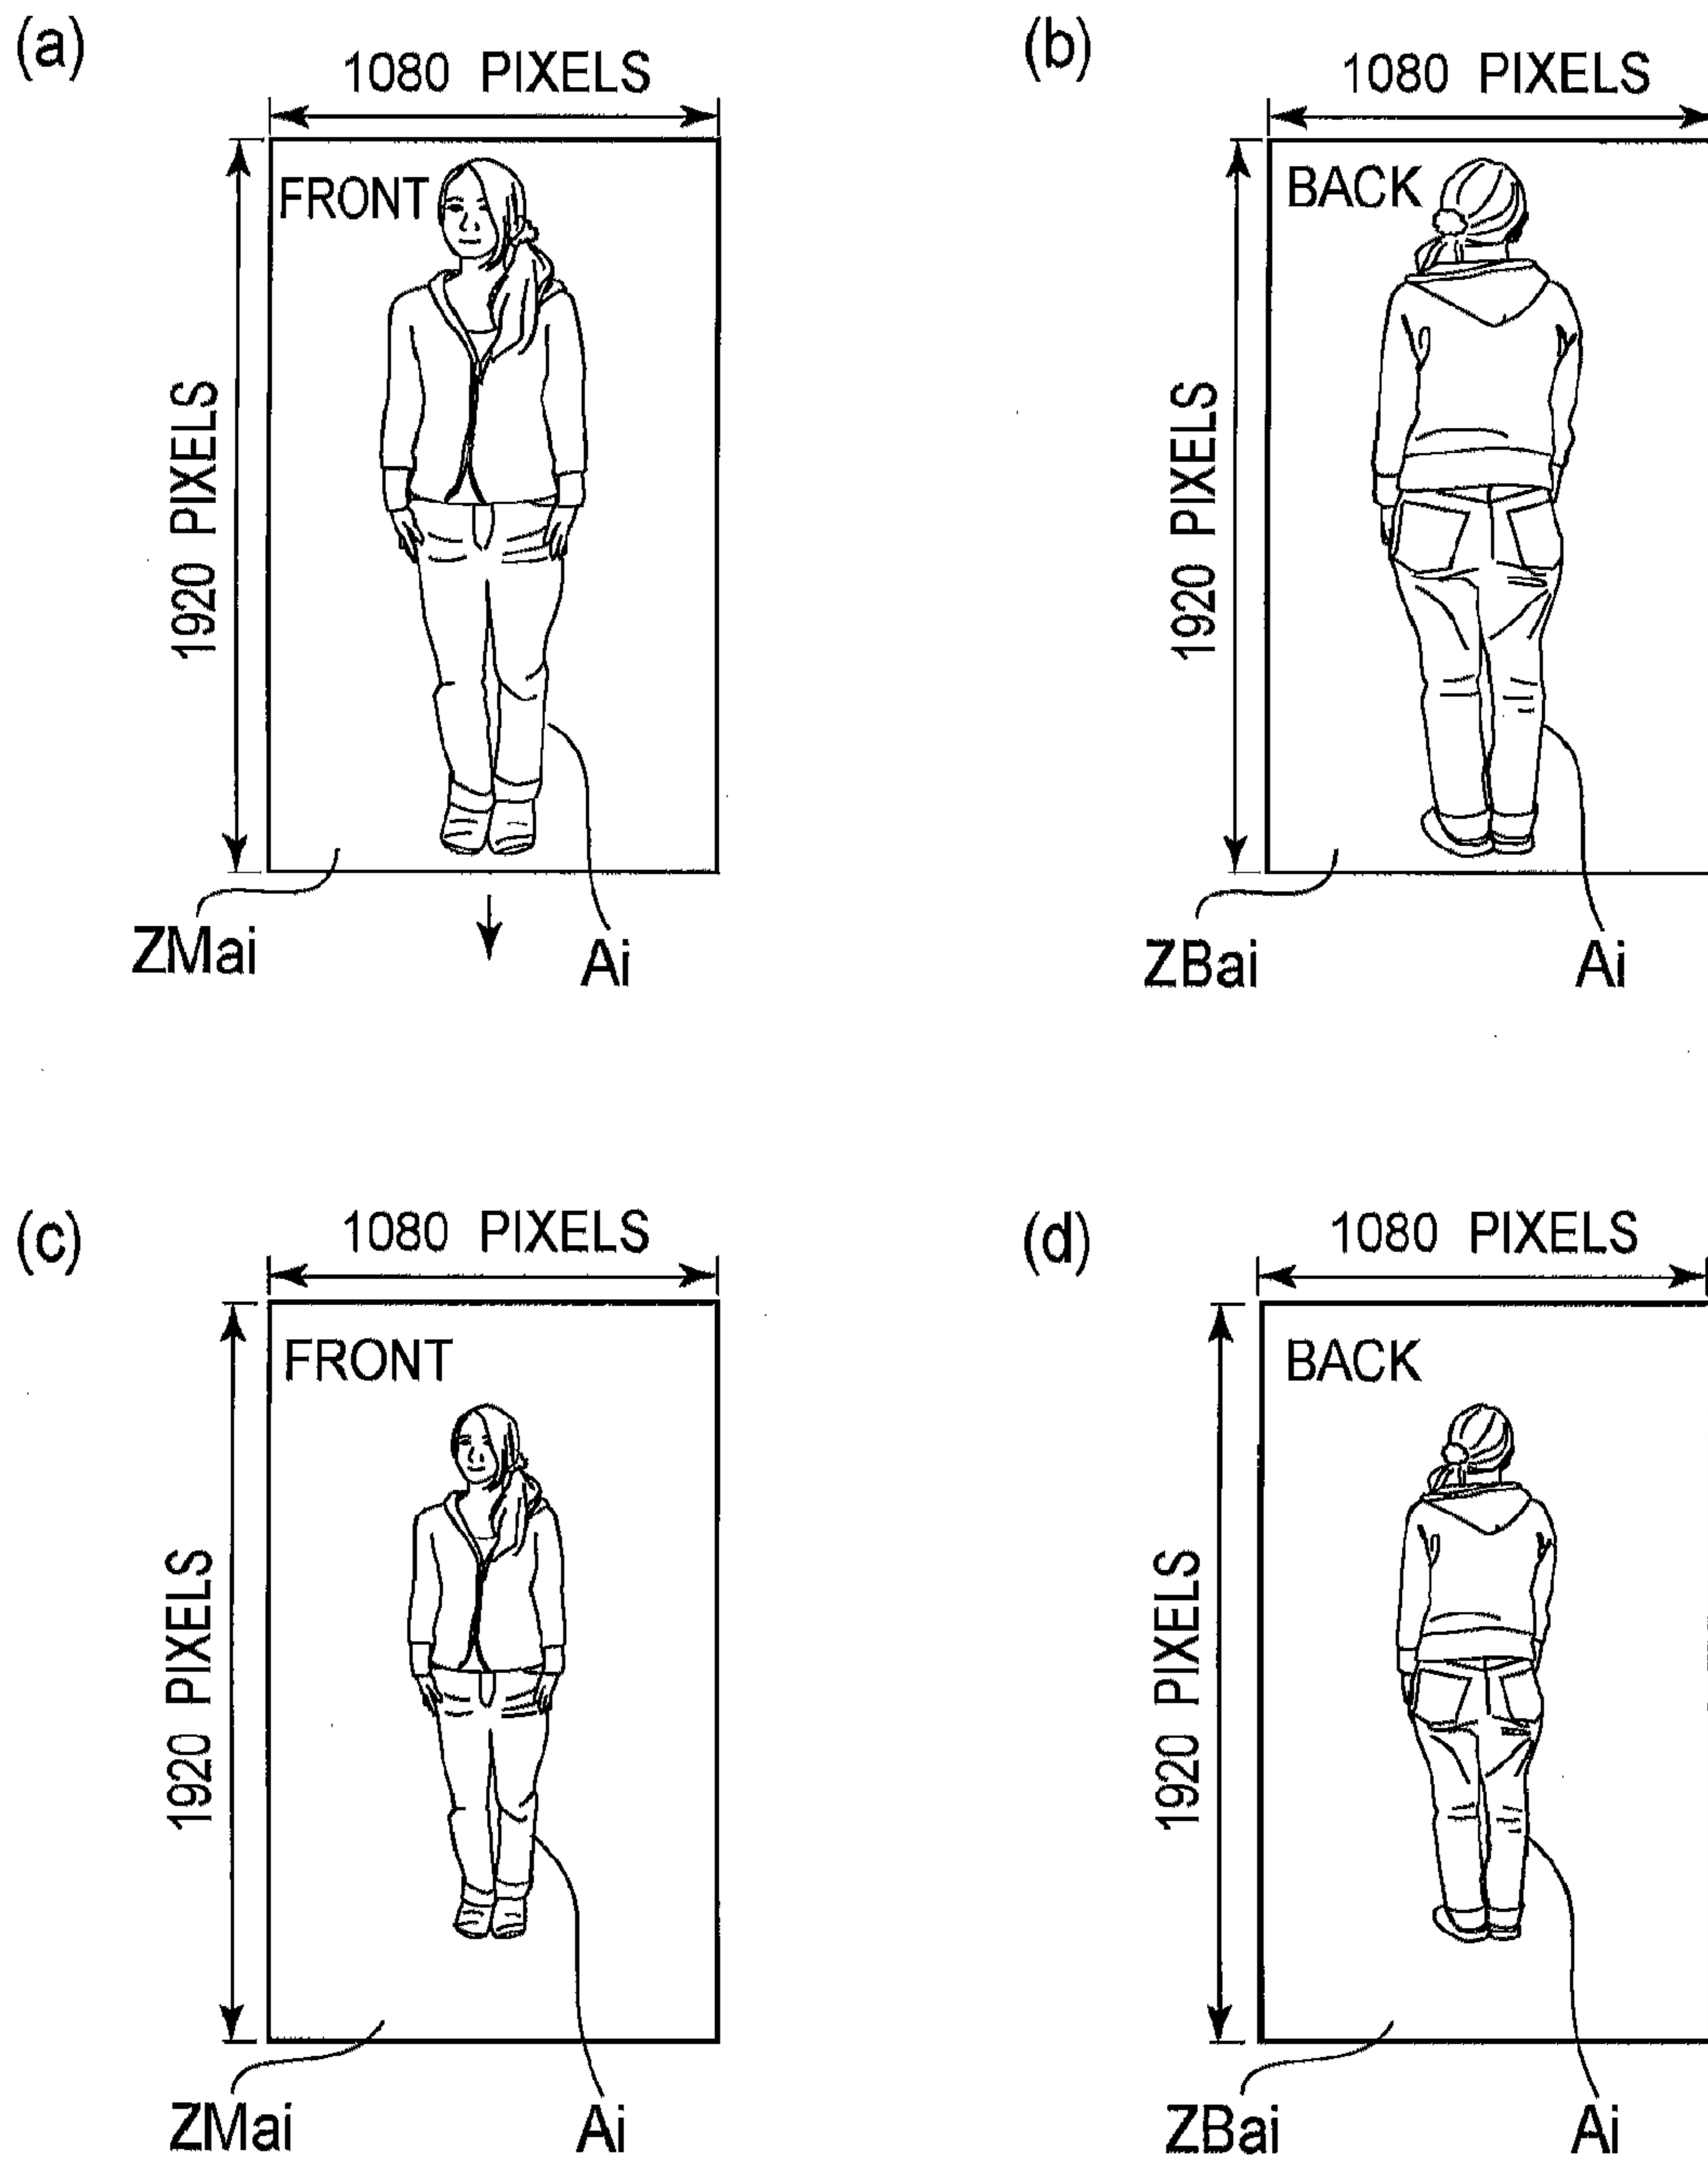 (a)
1080 PIXELS
FRONT
1920 PIXELS
ZMai
Ai
(b)
1080 PIXELS
BACK
1920 PIXELS
ZBai
Ai
(c)
1080 PIXELS
FRONT
1920 PIXELS
ZMai
Ai
(d)
1080 PIXELS
BACK
1920 PIXELS
ZBai
Ai